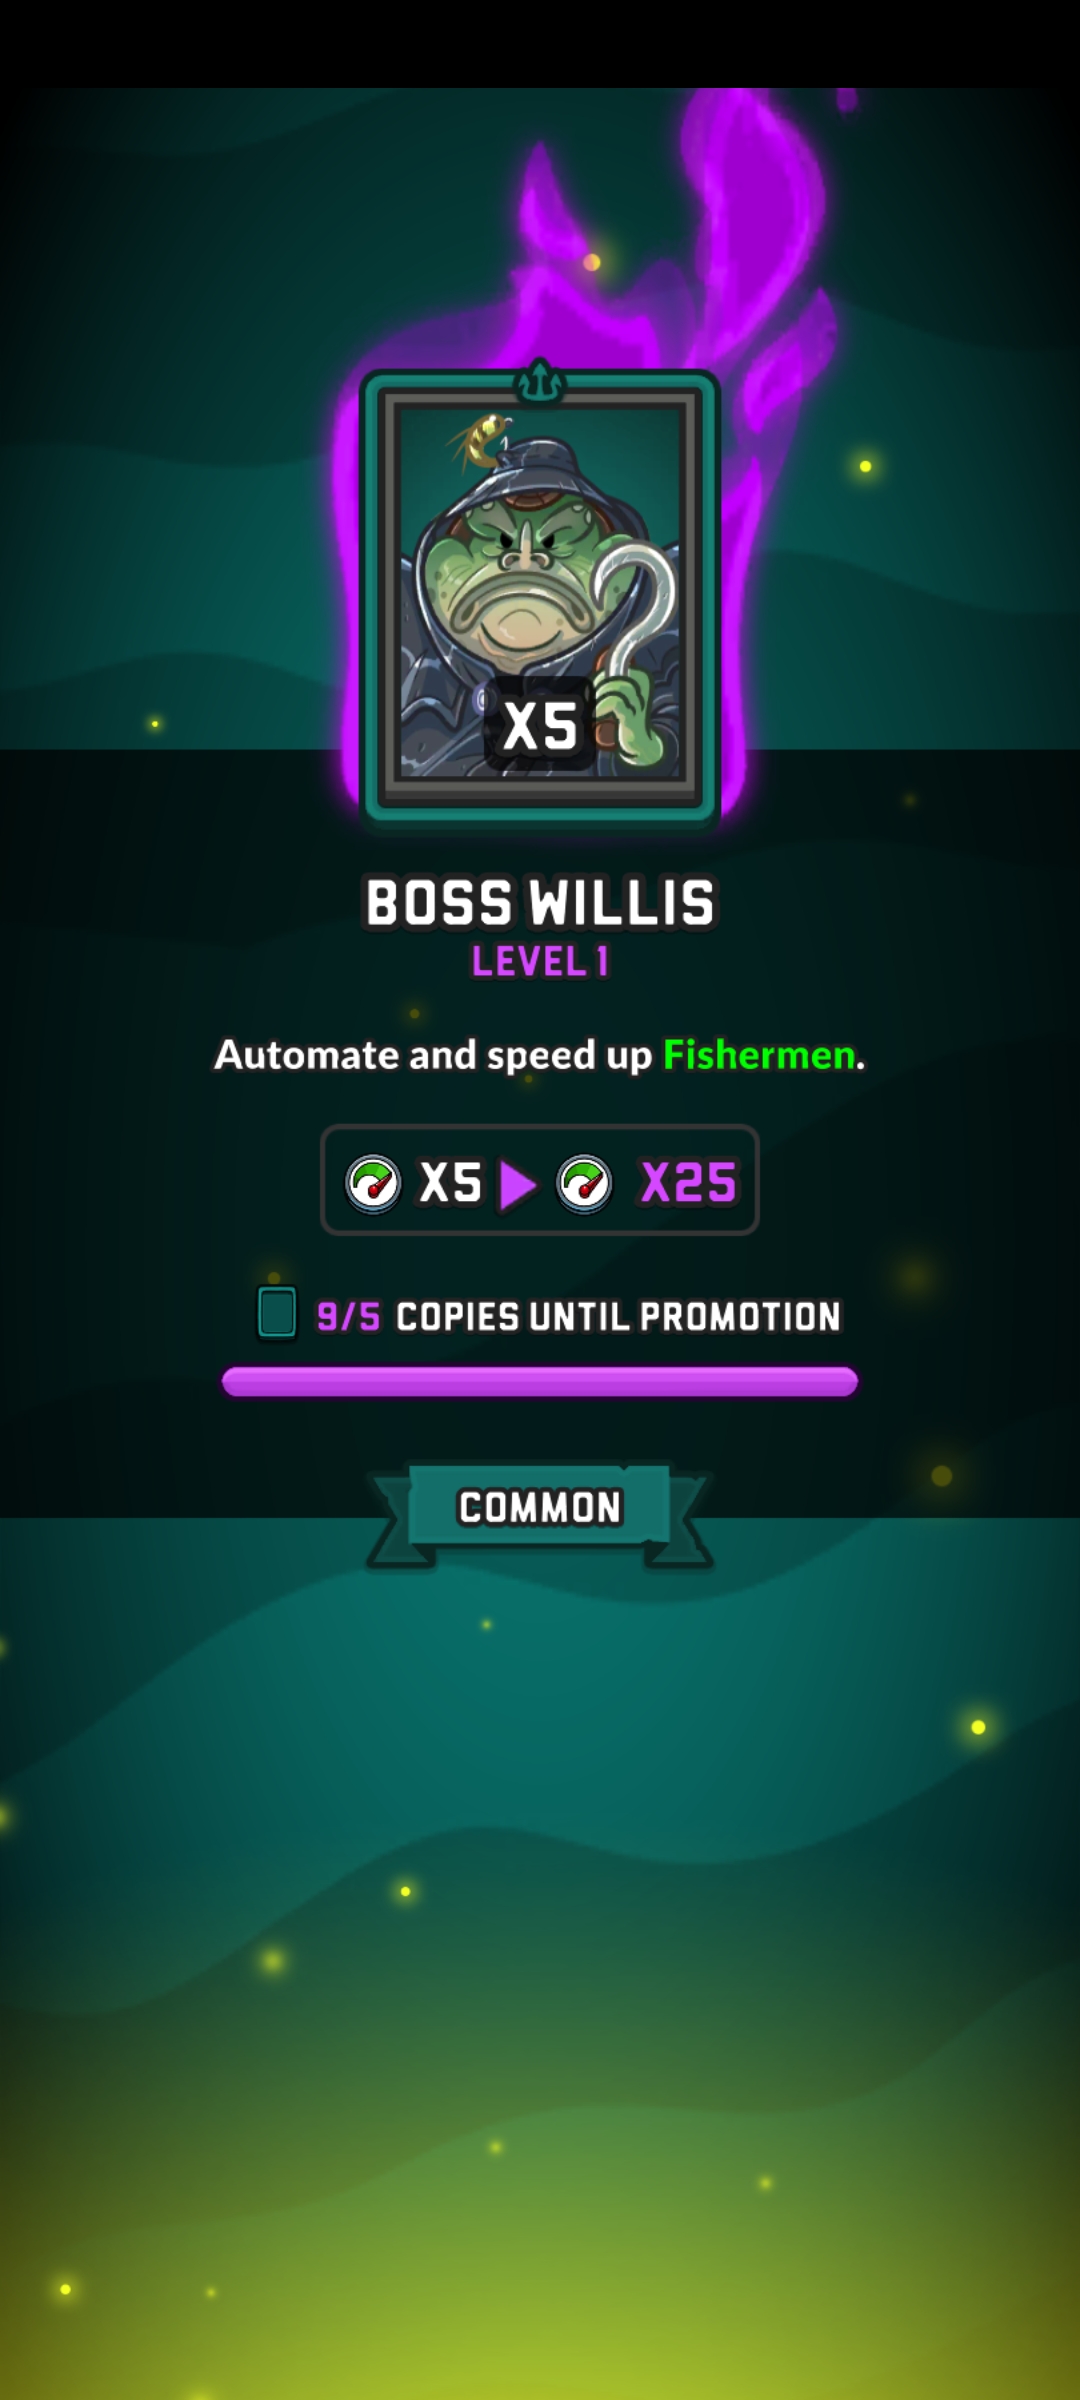 X5
BOSS WILLIS
LEVEL 1
Automate and speed up Fishermen.
X5 X25
9/5 COPIES UNTIL PROMOTION
COMMON